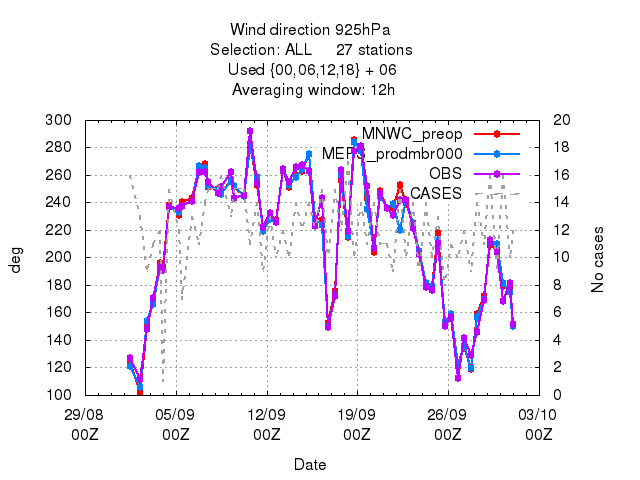 Wind direction 925hPa
Selection: ALL 27 stations
Used {00,06,12,18} + 06
Averaging window: 12h
MNWC_preop
MEPS_prodmbr000
OBS
CASES
deg
300
280
260
240
220
200
180
160
140
120
100
No cases
20
18
16
14
12
10
8
6
4
2
0
29/08 05/09 12/09 19/09 26/09 03/10
00Z 00Z 00Z 00Z 00Z 00Z
Date